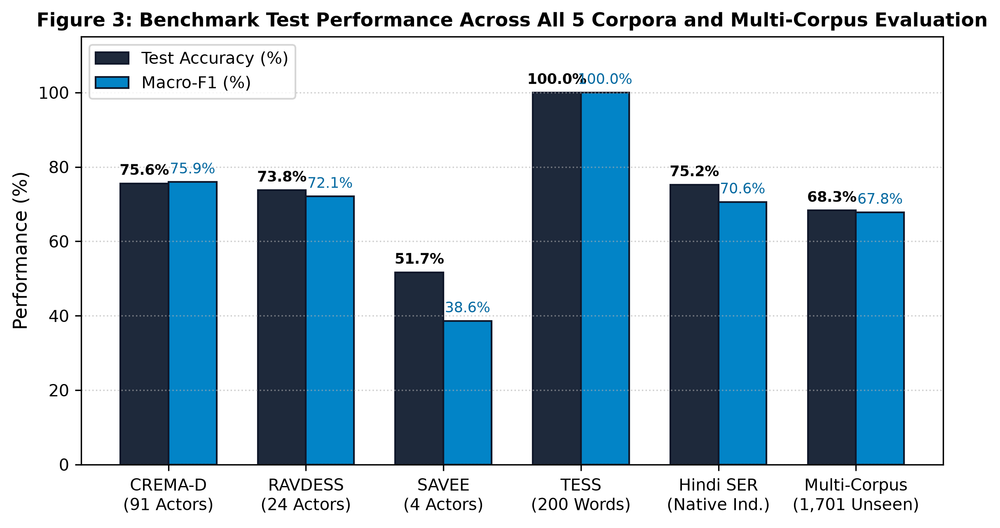 Figure 3: Benchmark Test Performance Across All 5 Corpora and Multi-Corpus Evaluation
Test Accuracy (%)
Macro-F1 (%)
Performance (%)
100
80
60
40
20
0
75.6%
75.9%
73.8%
72.1%
51.7%
38.6%
100.0%
100.0%
75.2%
70.6%
68.3%
67.8%
CREMA-D
(91 Actors)
RAVDESS
(24 Actors)
SAVEE
(4 Actors)
TESS
(200 Words)
Hindi SER
(Native Ind.)
Multi-Corpus
(1,701 Unseen)